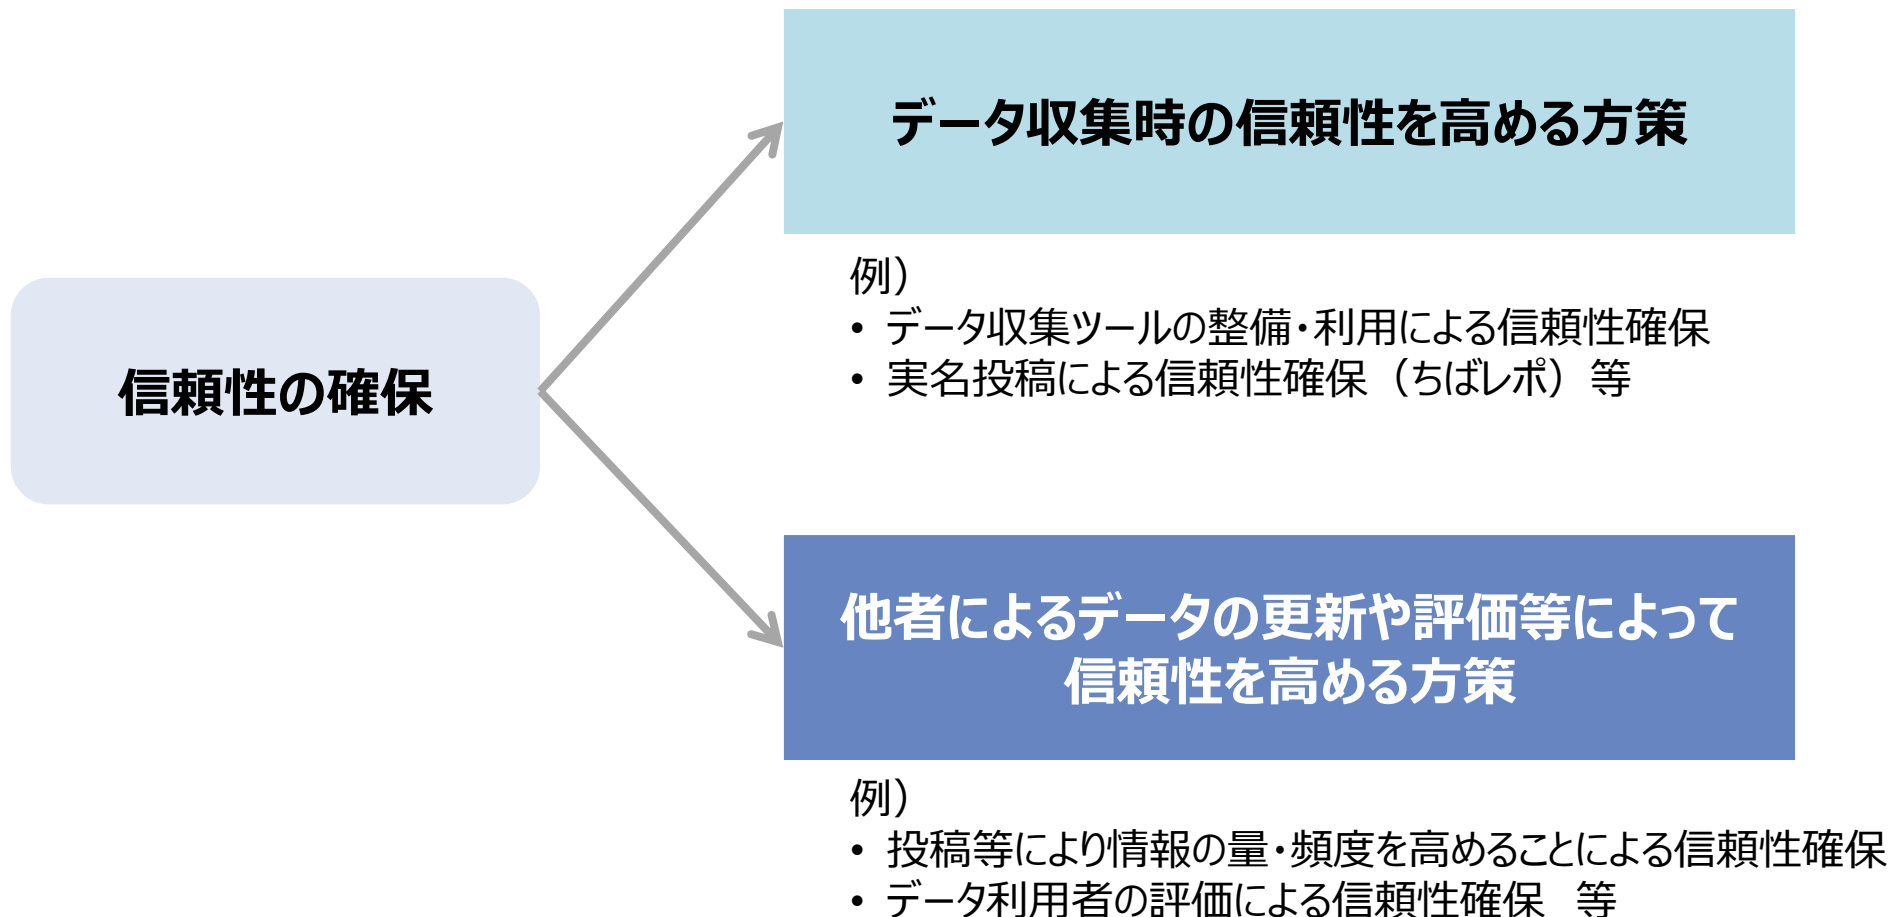 データ収集時の信頼性を高める方策
例）
• データ収集ツールの整備・利用による信頼性確保
• 実名投稿による信頼性確保（ちばレポ）等
信頼性の確保
他者によるデータの更新や評価等によって
信頼性を高める方策
例）
• 投稿等により情報の量・頻度を高めることによる信頼性確保
• データ利用者の評価による信頼性確保　等